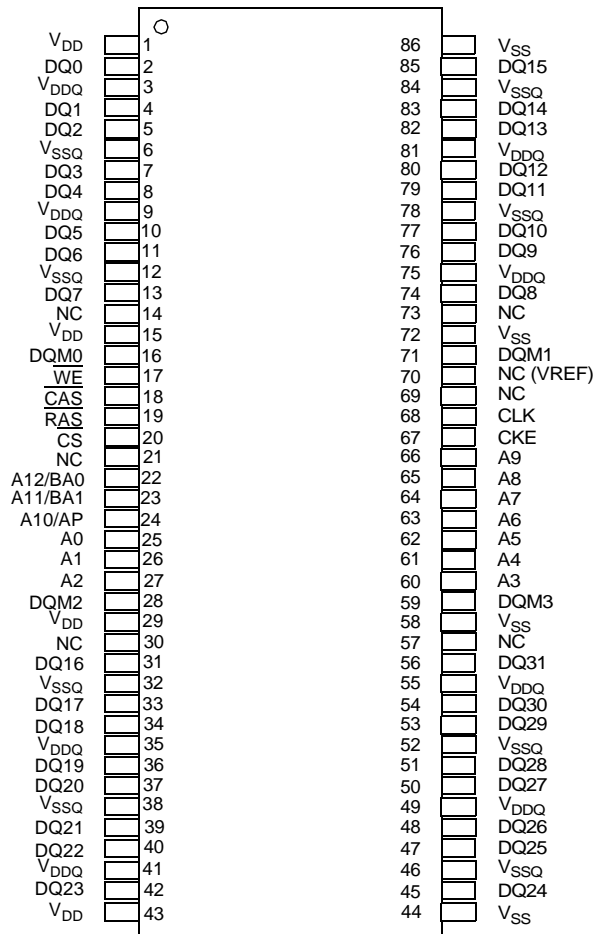 VDD 1 86 VSS
DQ0 2 85 DQ15
VDDQ 3 84 VSSQ
DQ1 4 83 DQ14
DQ2 5 82 DQ13
VSSQ 6 81 VDDQ
DQ3 7 80 DQ12
DQ4 8 79 DQ11
VDDQ 9 78 VSSQ
DQ5 10 77 DQ10
DQ6 11 76 DQ9
VSSQ 12 75 VDDQ
DQ7 13 74 DQ8
NC 14 73 NC
VDD 15 72 VSS
DQM0 16 71 DQM1
WE 17 70 NC (VREF)
CAS 18 69 NC
RAS 19 68 CLK
CS 20 67 CKE
NC 21 66 A9
A12/BA0 22 65 A8
A11/BA1 23 64 A7
A10/AP 24 63 A6
A0 25 62 A5
A1 26 61 A4
A2 27 60 A3
DQM2 28 59 DQM3
VDD 29 58 VSS
NC 30 57 NC
DQ16 31 56 DQ31
VSSQ 32 55 VDDQ
DQ17 33 54 DQ30
DQ18 34 53 DQ29
VDDQ 35 52 VSSQ
DQ19 36 51 DQ28
DQ20 37 50 DQ27
VSSQ 38 49 VDDQ
DQ21 39 48 DQ26
DQ22 40 47 DQ25
VDDQ 41 46 VSSQ
DQ23 42 45 DQ24
VDD 43 44 VSS